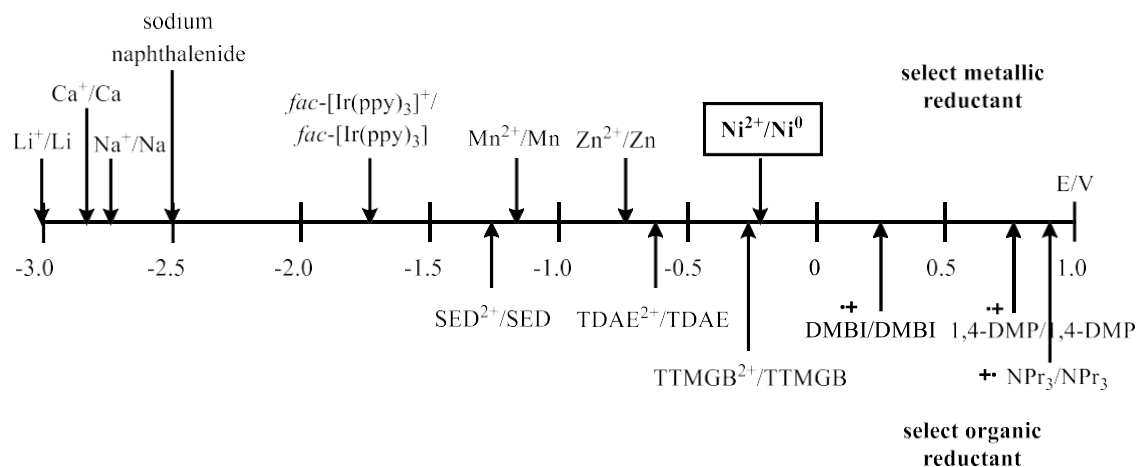 sodium
naphthalenide
select metallic
reductant
Ca⁺/Ca
fac-[Ir(ppy)₃]⁺/
fac-[Ir(ppy)₃]
Li⁺/Li
Na⁺/Na
Mn²⁺/Mn
Zn²⁺/Zn
Ni²⁺/Ni⁰
E/V
-3.0
-2.5
-2.0
-1.5
-1.0
-0.5
0
0.5
1.0
SED²⁺/SED
TDAE²⁺/TDAE
•+
DMBI/DMBI
•+
1,4-DMP/1,4-DMP
TTMGB²⁺/TTMGB
+• NPr₃/NPr₃
select organic
reductant